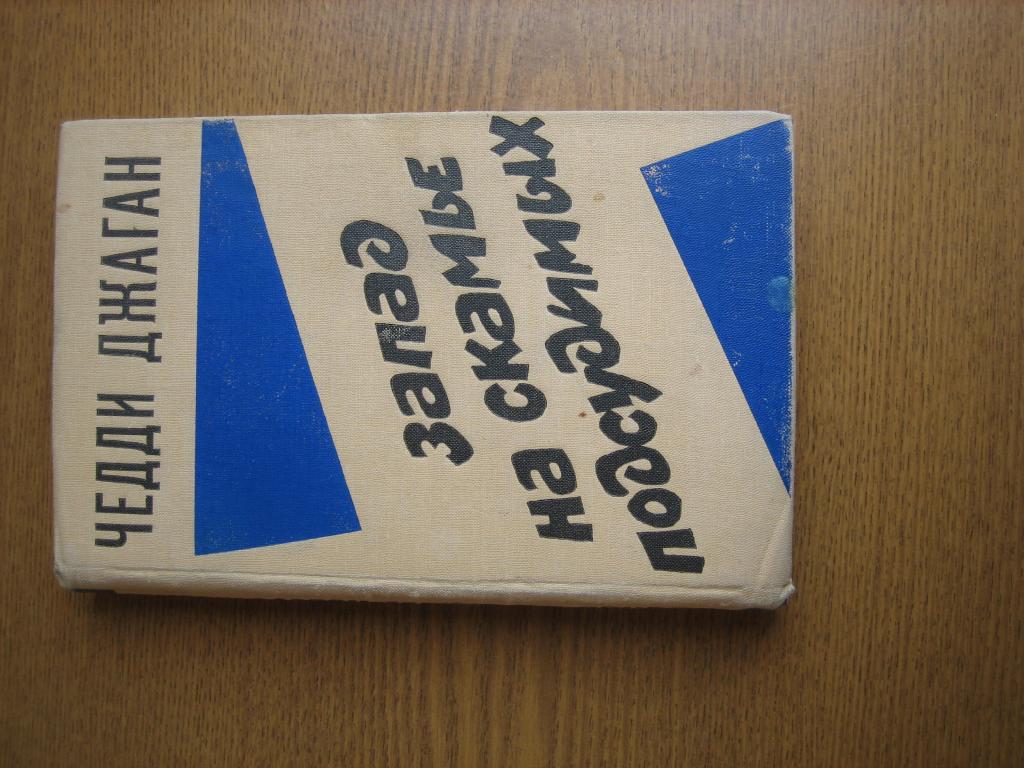 ЧЕДДИ ДЖАГАН
запад
на скамье
подсудимых